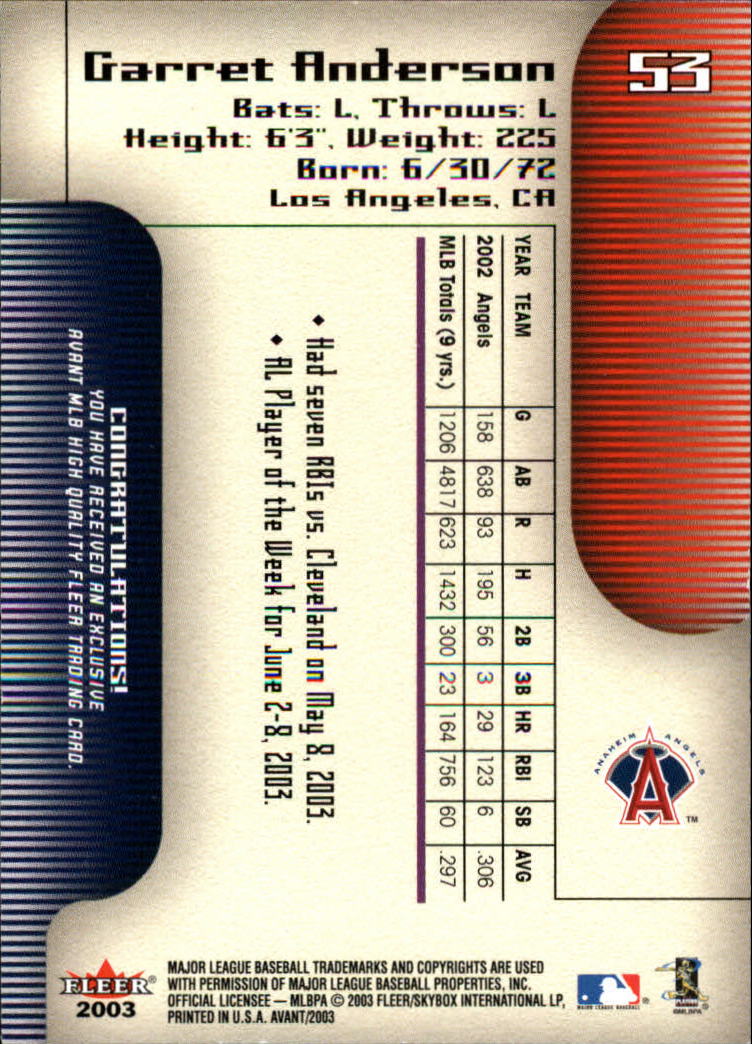 53
Garret Anderson
Bats: L, Throws: L
Height: 6'3", Weight: 225
Born: 6/30/72
Los Angeles, CA
YEAR TEAM G AB R H 2B 3B HR RBI SB AVG
2002 Angels 158 638 93 195 56 3 29 123 6 .306
MLB Totals (9 yrs.) 1206 4817 623 1432 300 23 164 756 60 .297
♦ Had seven RBIs vs. Cleveland on May 8, 2003.
♦ AL Player of the Week for June 2-8, 2003.
CONGRATULATIONS!
YOU HAVE RECEIVED AN EXCLUSIVE
AVANT MLB HIGH QUALITY FLEER TRADING CARD.
ANAHEIM ANGELS
A
TM
FLEER®
2003
MAJOR LEAGUE BASEBALL TRADEMARKS AND COPYRIGHTS ARE USED
WITH PERMISSION OF MAJOR LEAGUE BASEBALL PROPERTIES, INC.
OFFICIAL LICENSEE — MLBPA © 2003 FLEER/SKYBOX INTERNATIONAL LP,
PRINTED IN U.S.A. AVANT/2003
MAJOR LEAGUE BASEBALL